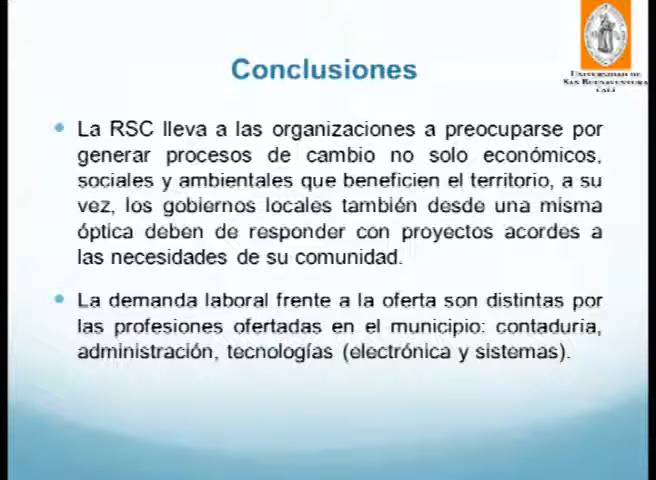 UNIVERSIDAD DE
SAN BUENAVENTURA
CALI
Conclusiones
La RSC lleva a las organizaciones a preocuparse por
generar procesos de cambio no solo económicos,
sociales y ambientales que beneficien el territorio, a su
vez, los gobiernos locales también desde una misma
óptica deben de responder con proyectos acordes a
las necesidades de su comunidad.
La demanda laboral frente a la oferta son distintas por
las profesiones ofertadas en el municipio: contaduria,
administración, tecnologías (electrónica y sistemas).